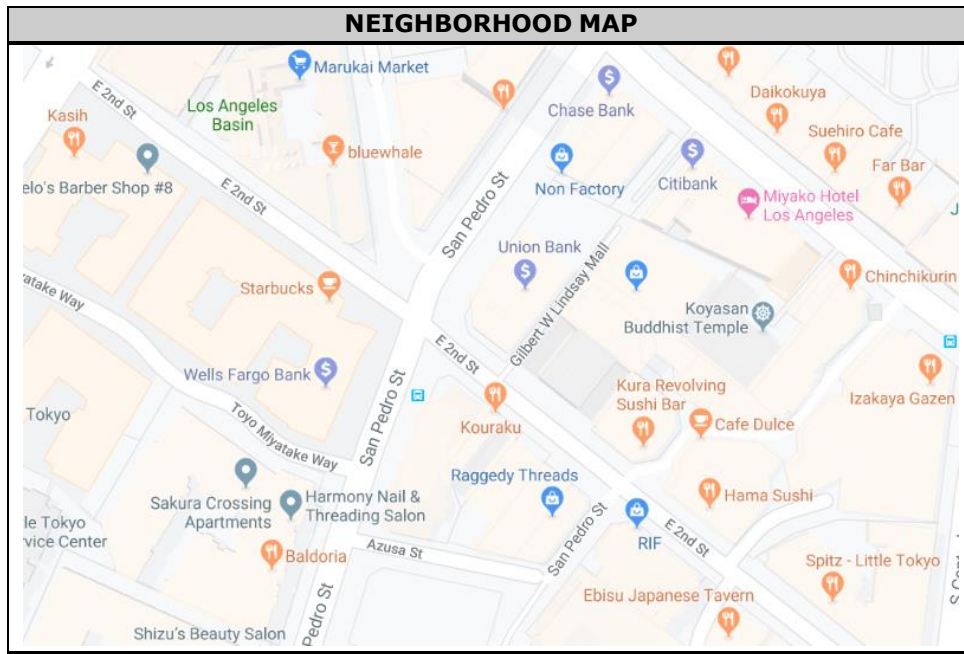 NEIGHBORHOOD MAP
Marukai Market
E 2nd St
Kasih
Los Angeles
Basin
Chase Bank
Daikokuya
Suehiro Cafe
elo's Barber Shop #8
bluewhale
Non Factory
Citibank
Far Bar
E 2nd St
San Pedro St
Miyako Hotel
Los Angeles
J
Union Bank
Gilbert W Lindsay Mall
Starbucks
Chinchikurin
atake Way
Koyasan
Buddhist Temple
E 2nd St
Wells Fargo Bank
Kura Revolving
Sushi Bar
Izakaya Gazen
Tokyo
Toyo Miyatake Way
San Pedro St
Kouraku
Cafe Dulce
Raggedy Threads
Sakura Crossing
Apartments
Harmony Nail &
Threading Salon
Hama Sushi
le Tokyo
rvice Center
Azusa St
San Pedro St
RIF
E 2nd St
Baldoria
Spitz - Little Tokyo
Ebisu Japanese Tavern
Pedro St
Shizu's Beauty Salon